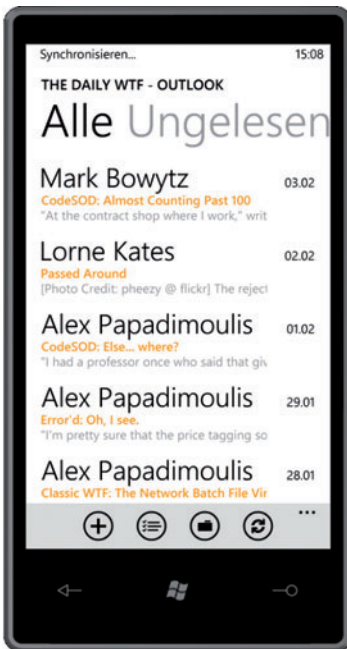 Synchronisieren... 15:08
THE DAILY WTF - OUTLOOK
Alle Ungelesen
Mark Bowytz 03.02
CodeSOD: Almost Counting Past 100
"At the contract shop where I work," writ
Lorne Kates 02.02
Passed Around
[Photo Credit: pheezy @ flickr] The reject
Alex Papadimoulis 01.02
CodeSOD: Else... where?
"I had a professor once who said that giv
Alex Papadimoulis 29.01
Error'd: Oh, I see.
"I'm pretty sure that the price tagging so
Alex Papadimoulis 28.01
Classic WTF: The Network Batch File Vir
...